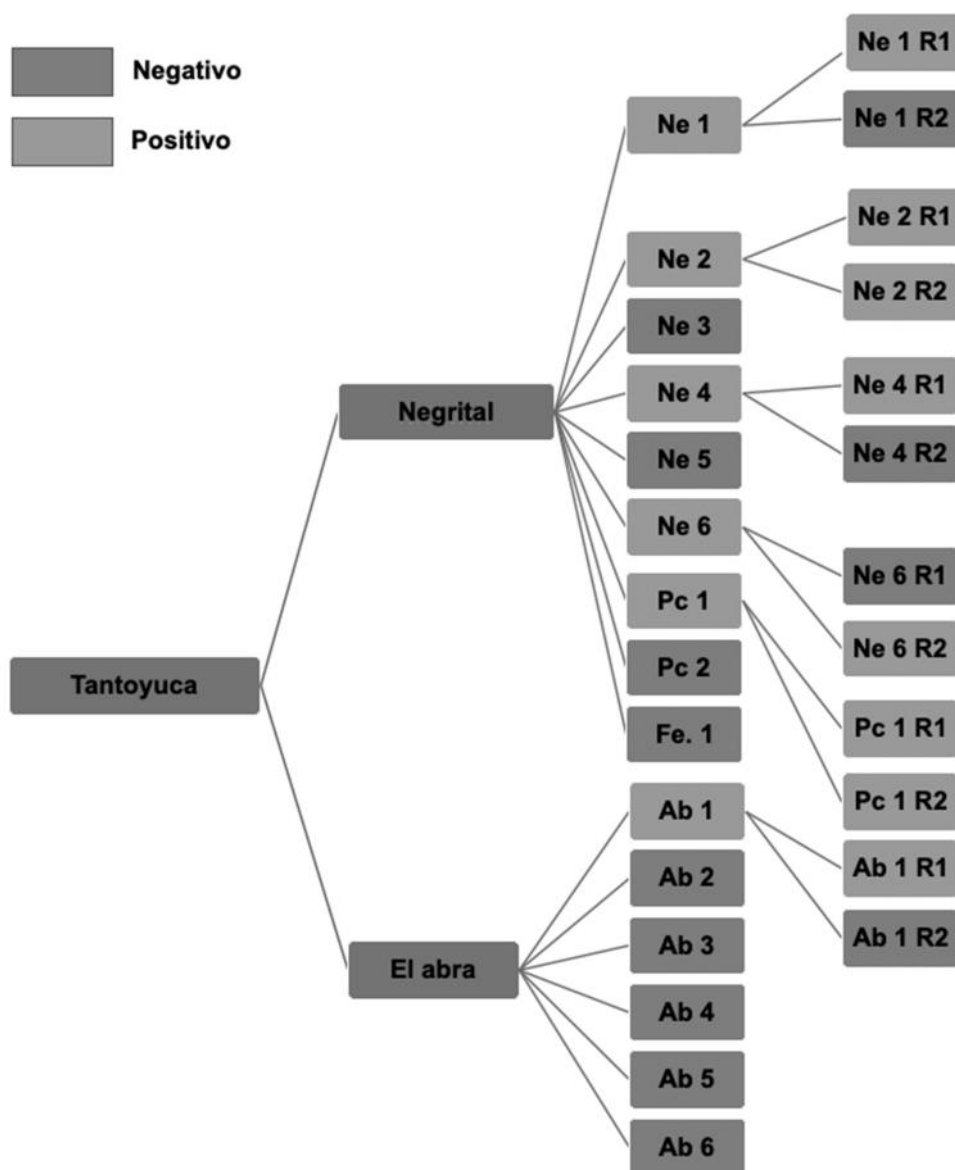 Negativo
Positivo
Tantoyuca
Negrital
El abra
Ne 1
Ne 2
Ne 3
Ne 4
Ne 5
Ne 6
Pc 1
Pc 2
Fe. 1
Ab 1
Ab 2
Ab 3
Ab 4
Ab 5
Ab 6
Ne 1 R1
Ne 1 R2
Ne 2 R1
Ne 2 R2
Ne 4 R1
Ne 4 R2
Ne 6 R1
Ne 6 R2
Pc 1 R1
Pc 1 R2
Ab 1 R1
Ab 1 R2